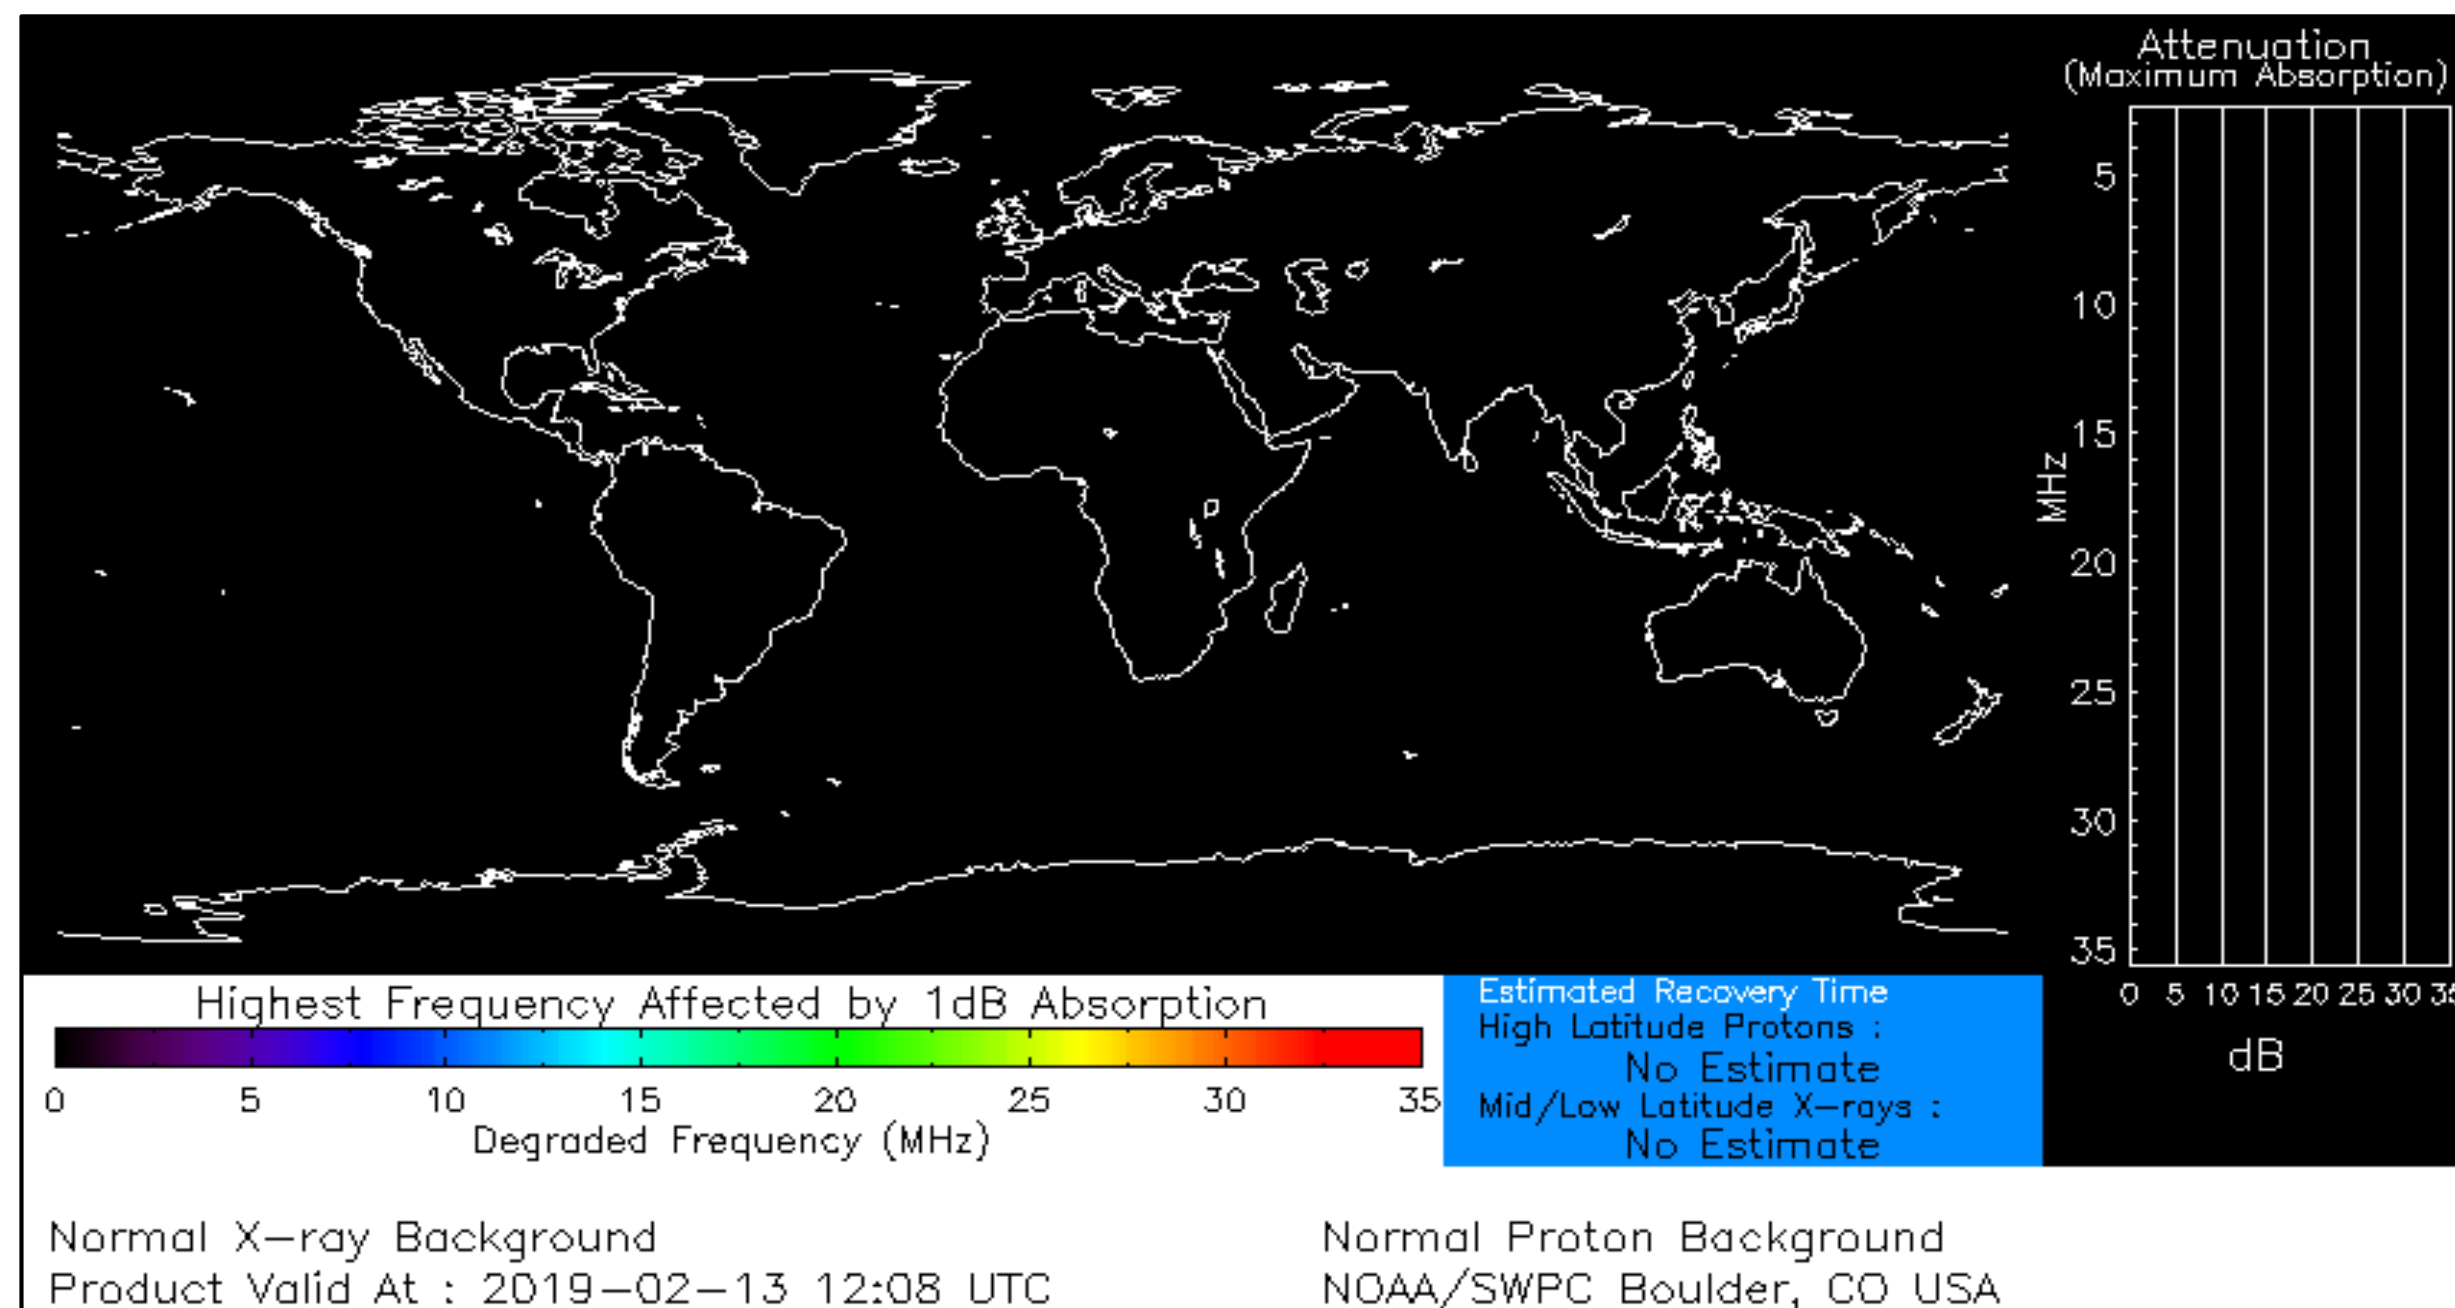 Attenuation
(Maximum Absorption)
5
10
15
20
25
30
35
MHz
0 5 10 15 20 25 30 35
dB
Highest Frequency Affected by 1dB Absorption
0 5 10 15 20 25 30 35
Degraded Frequency (MHz)
Estimated Recovery Time
High Latitude Protons :
No Estimate
Mid/Low Latitude X-rays :
No Estimate
Normal X-ray Background
Normal Proton Background
Product Valid At : 2019-02-13 12:08 UTC
NOAA/SWPC Boulder, CO USA